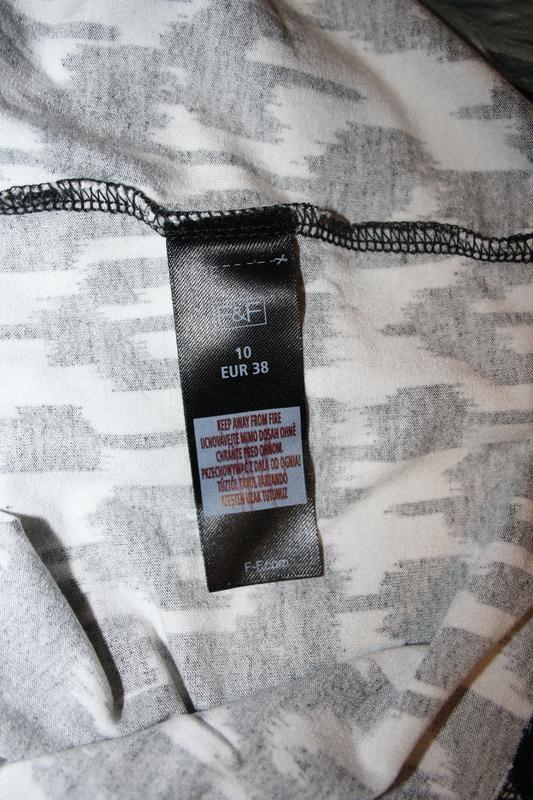 F&F
10
EUR 38
KEEP AWAY FROM FIRE
UCHOVÁVEJTE MIMO DOSAH OHNĚ
CHRÁŇTE PRED OHŇOM.
PRZECHOWYWAĆ Z DALA OD OGNIA!
TŰZTŐL TÁVOL TARTANDÓ
ATEŞTEN UZAK TUTUNUZ
F-F.com